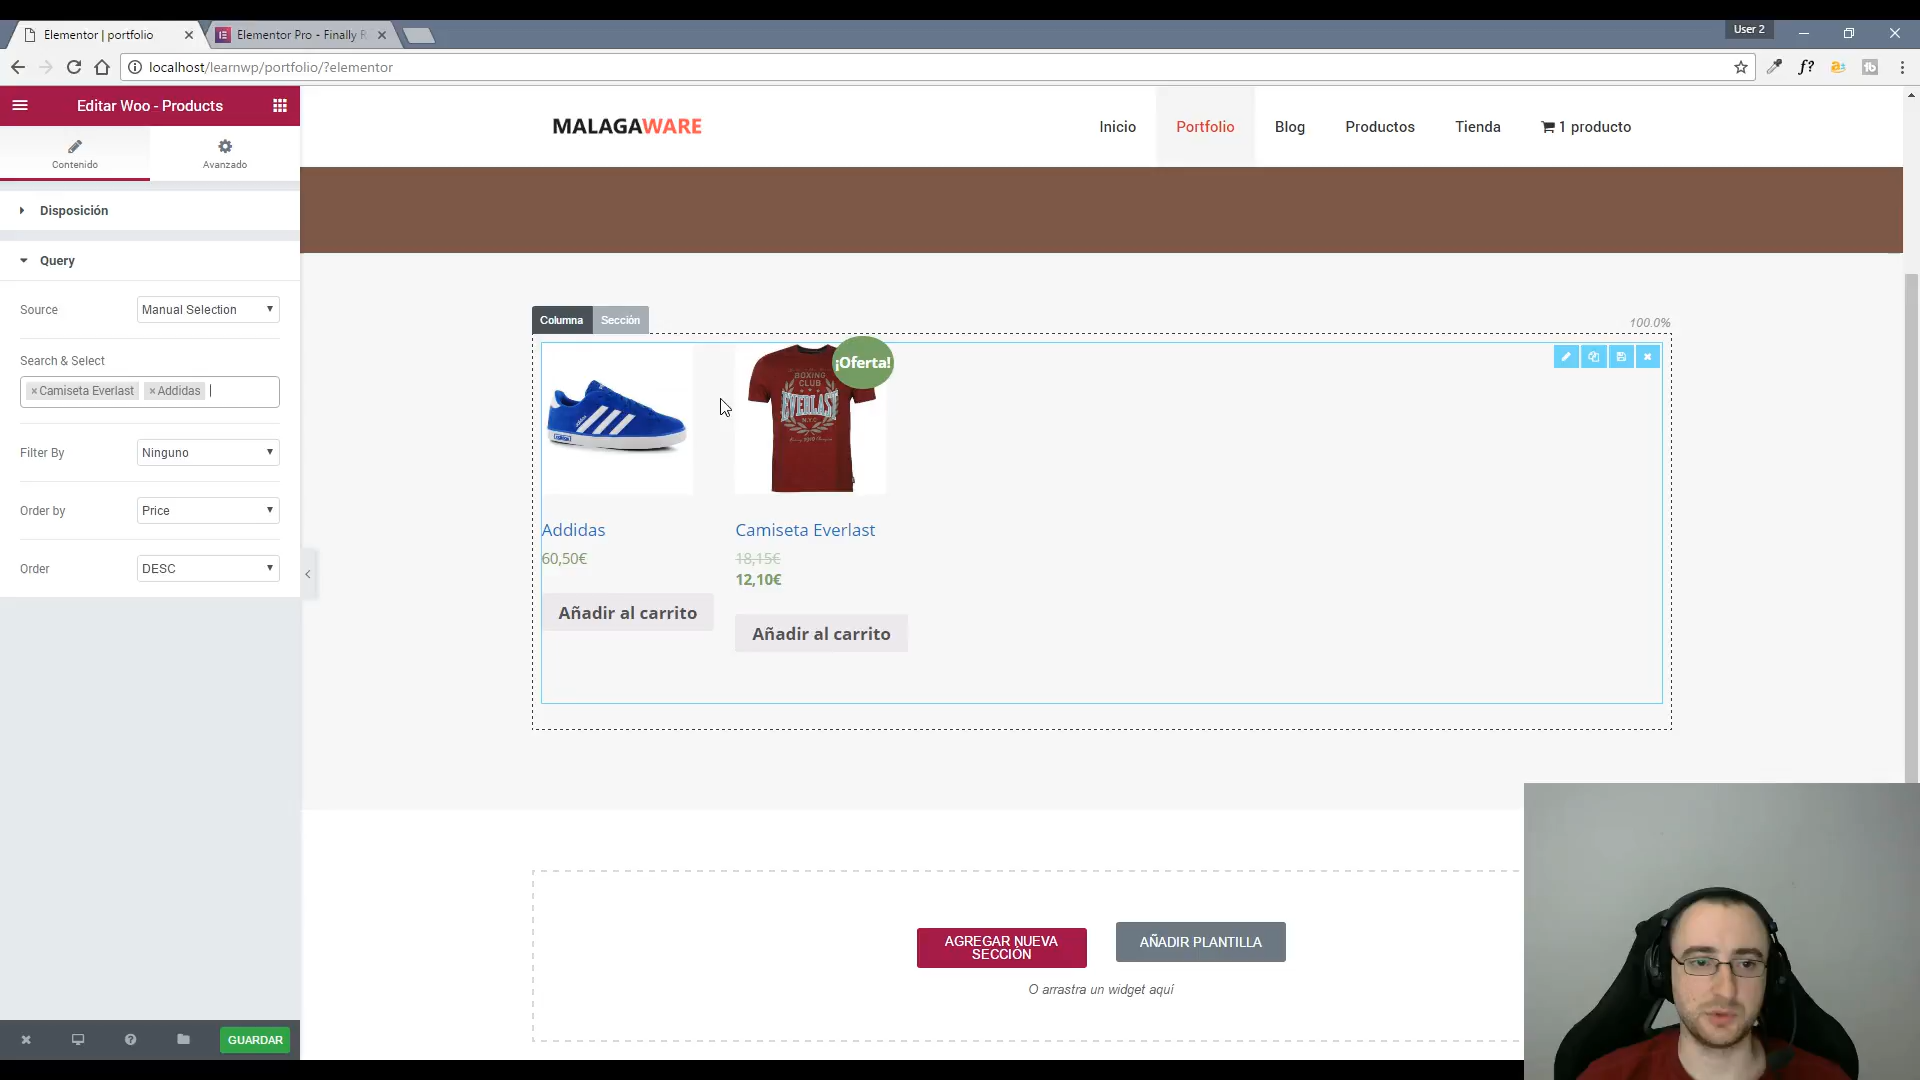 Elementor | portfolio
Elementor Pro - Finally R
User 2
localhost/learnwp/portfolio/?elementor
f?
Editar Woo - Products
Contenido
Avanzado
Disposición
Query
Source
Manual Selection
Search & Select
×Camiseta Everlast ×Addidas
Filter By
Ninguno
Order by
Price
Order
DESC
GUARDAR
MALAGAWARE
Inicio
Portfolio
Blog
Productos
Tienda
1 producto
Columna
Sección
100.0%
¡Oferta!
BOXING
CLUB
EVERLAST
N.Y.C
Addidas
60,50€
Añadir al carrito
Camiseta Everlast
18,15€
12,10€
Añadir al carrito
AGREGAR NUEVA
SECCIÓN
AÑADIR PLANTILLA
O arrastra un widget aquí